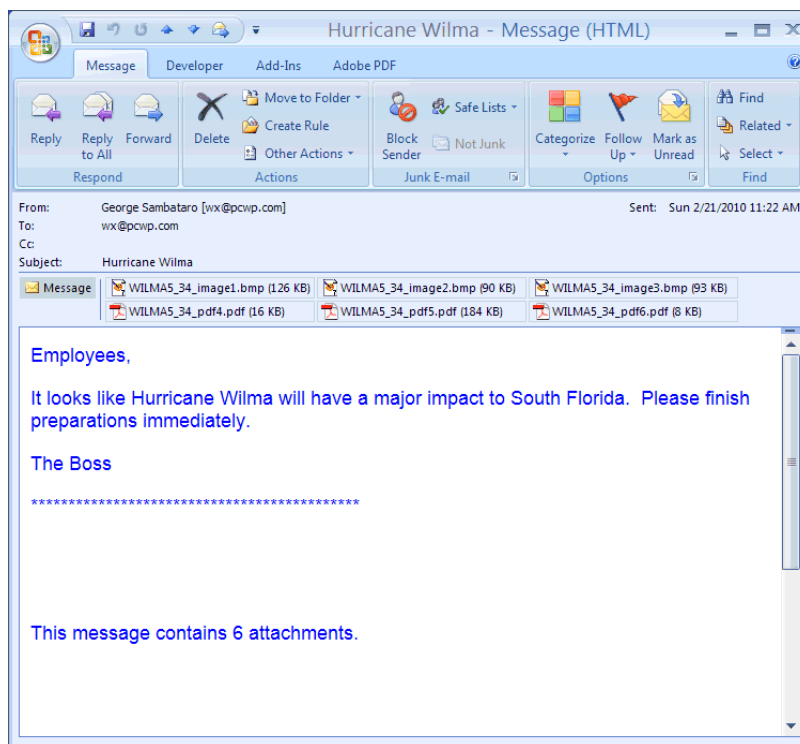 Hurricane Wilma - Message (HTML)
Message Developer Add-Ins Adobe PDF
Reply Reply to All Forward
Respond
Delete Move to Folder
Create Rule
Other Actions
Actions
Block Sender Safe Lists
Not Junk
Junk E-mail
Categorize Follow Up Mark as Unread
Options
Find
Related
Select
Find
From: George Sambataro [wx@pcwp.com] Sent: Sun 2/21/2010 11:22 AM
To: wx@pcwp.com
Cc:
Subject: Hurricane Wilma
Message WILMA5_34_image1.bmp (126 KB) WILMA5_34_image2.bmp (90 KB) WILMA5_34_image3.bmp (93 KB)
WILMA5_34_pdf4.pdf (16 KB) WILMA5_34_pdf5.pdf (184 KB) WILMA5_34_pdf6.pdf (8 KB)
Employees,
It looks like Hurricane Wilma will have a major impact to South Florida.  Please finish
preparations immediately.
The Boss
********************************************
This message contains 6 attachments.